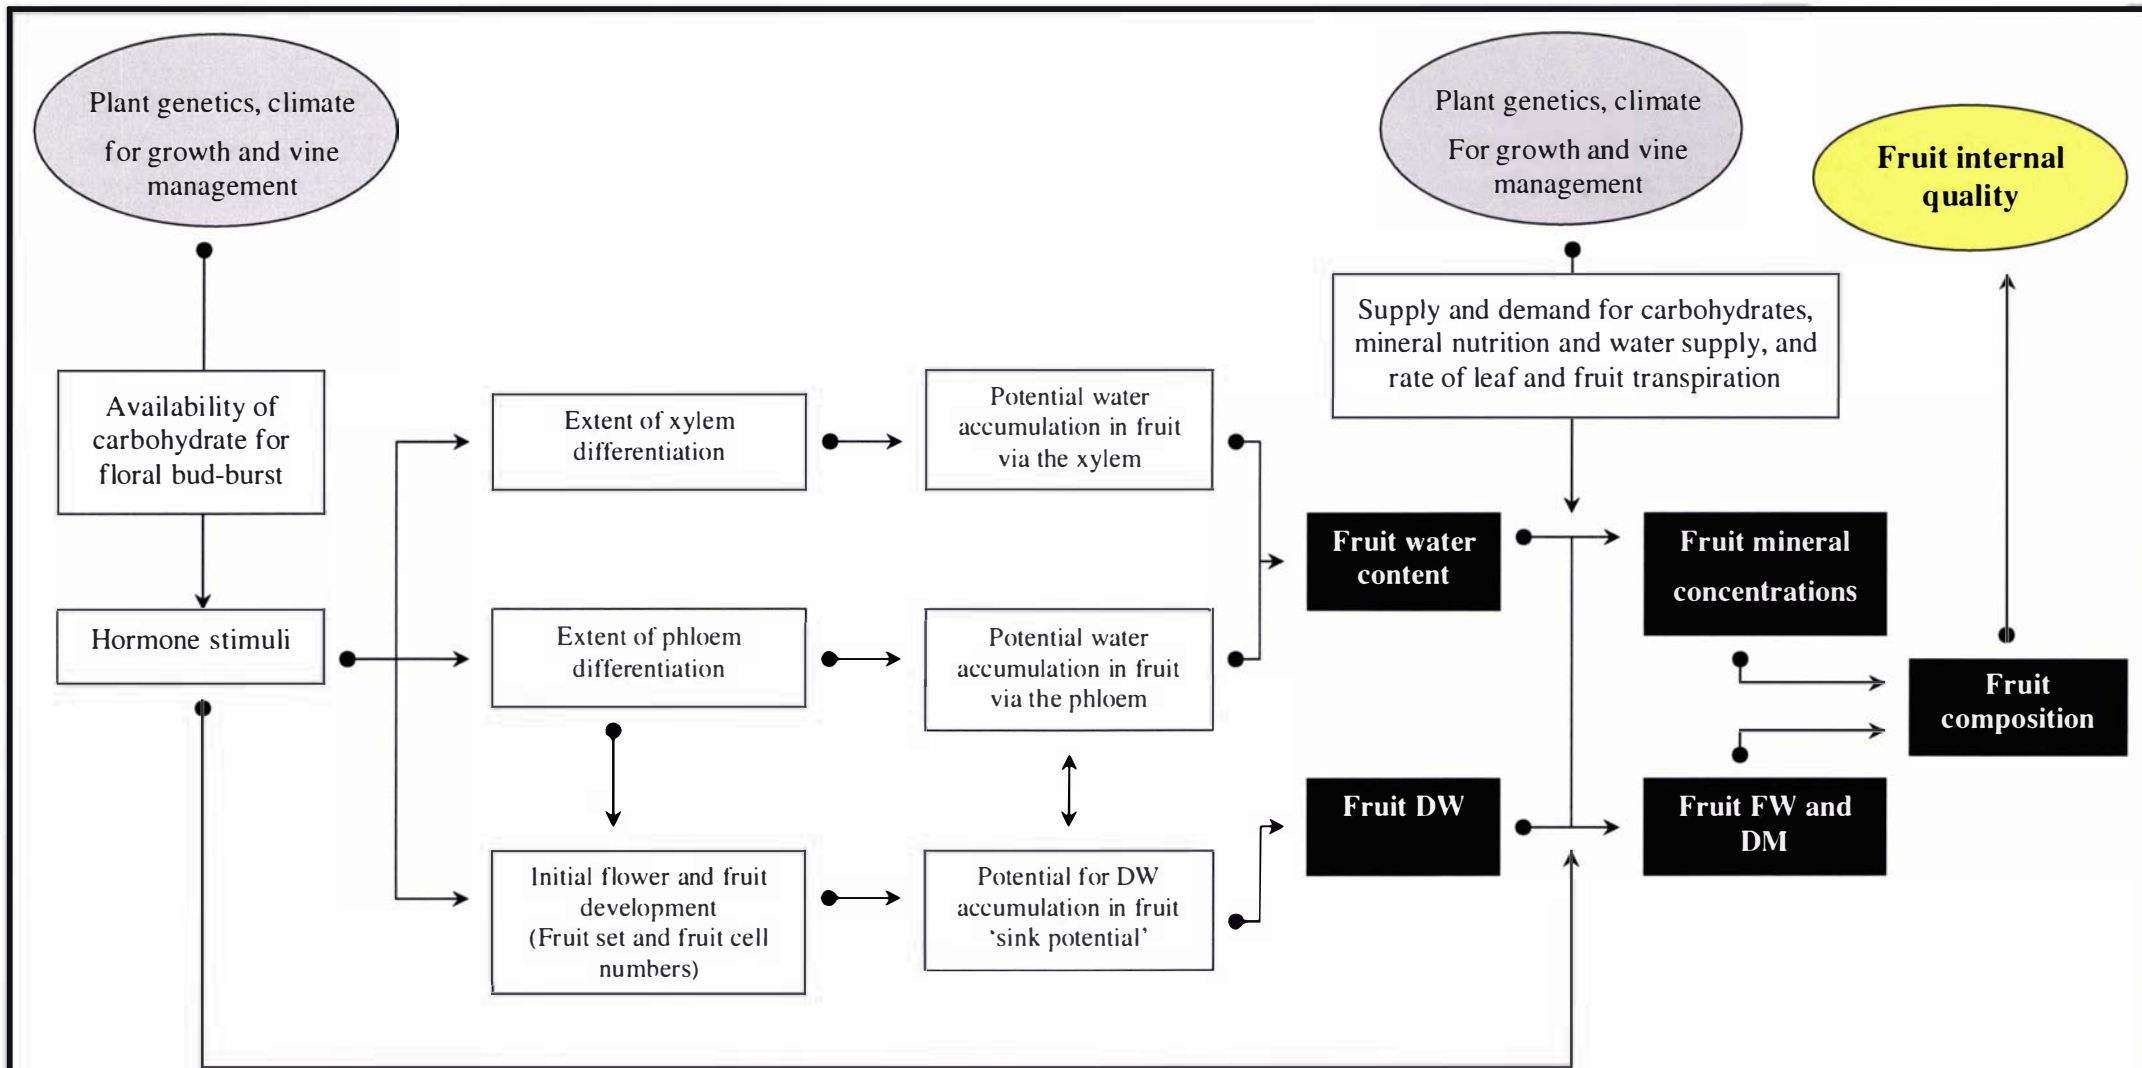 Plant genetics, climate
for growth and vine
management
Plant genetics, climate
For growth and vine
management
Fruit internal
quality
Supply and demand for carbohydrates,
mineral nutrition and water supply, and
rate of leaf and fruit transpiration
Availability of
carbohydrate for
floral bud-burst
Extent of xylem
differentiation
Potential water
accumulation in fruit
via the xylem
Fruit water
content
Fruit mineral
concentrations
Hormone stimuli
Extent of phloem
differentiation
Potential water
accumulation in fruit
via the phloem
Fruit
composition
Fruit DW
Fruit FW and
DM
Initial flower and fruit
development
(Fruit set and fruit cell
numbers)
Potential for DW
accumulation in fruit
‘sink potential’